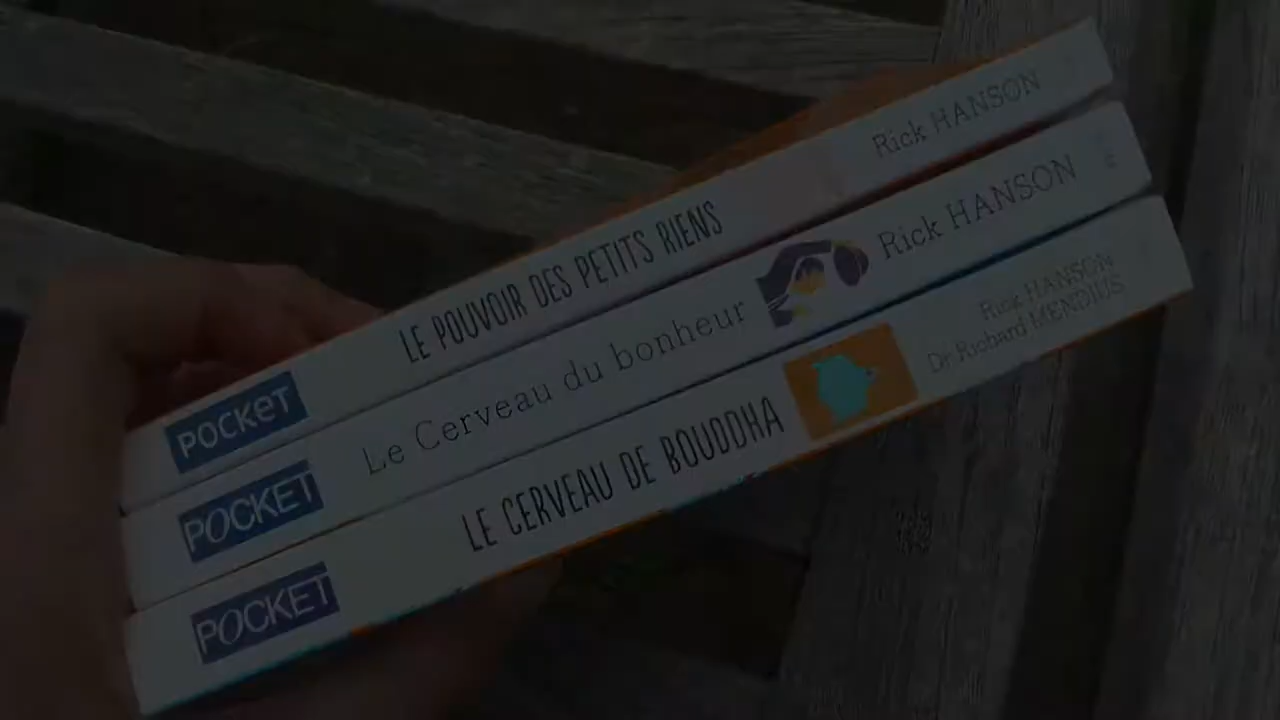 POCKET LE POUVOIR DES PETITS RIENS Rick HANSON
POCKET Le Cerveau du bonheur Rick HANSON
POCKET LE CERVEAU DE BOUDDHA Rick HANSON
Dr Richard MENDIUS